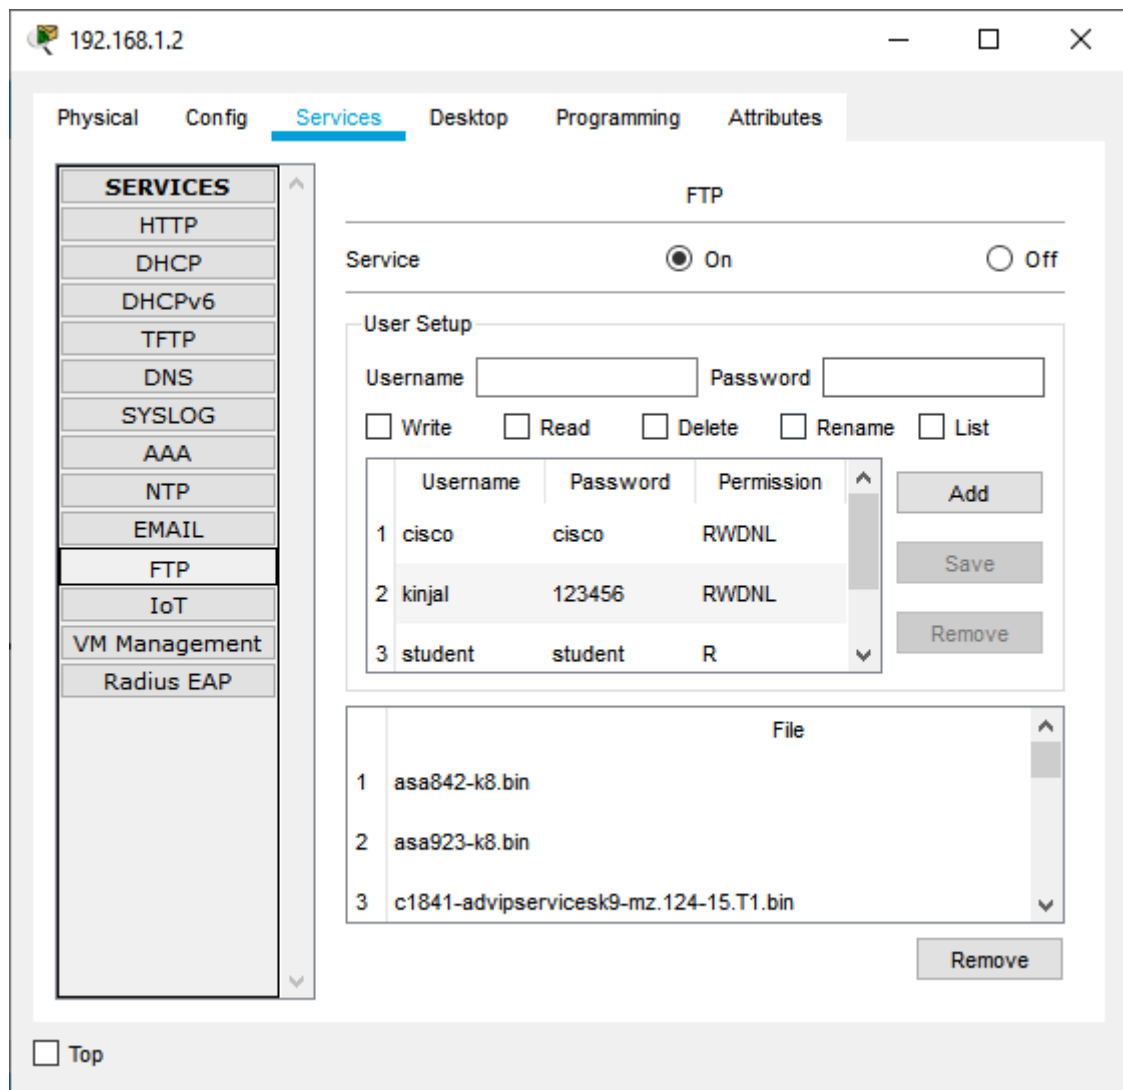 192.168.1.2
Physical Config Services Desktop Programming Attributes
SERVICES
HTTP
DHCP
DHCPv6
TFTP
DNS
SYSLOG
AAA
NTP
EMAIL
FTP
IoT
VM Management
Radius EAP
FTP
Service On Off
User Setup
Username Password
Write Read Delete Rename List
Username Password Permission
1 cisco cisco RWDNL
2 kinjal 123456 RWDNL
3 student student R
Add
Save
Remove
File
1 asa842-k8.bin
2 asa923-k8.bin
3 c1841-advipservicesk9-mz.124-15.T1.bin
Remove
Top